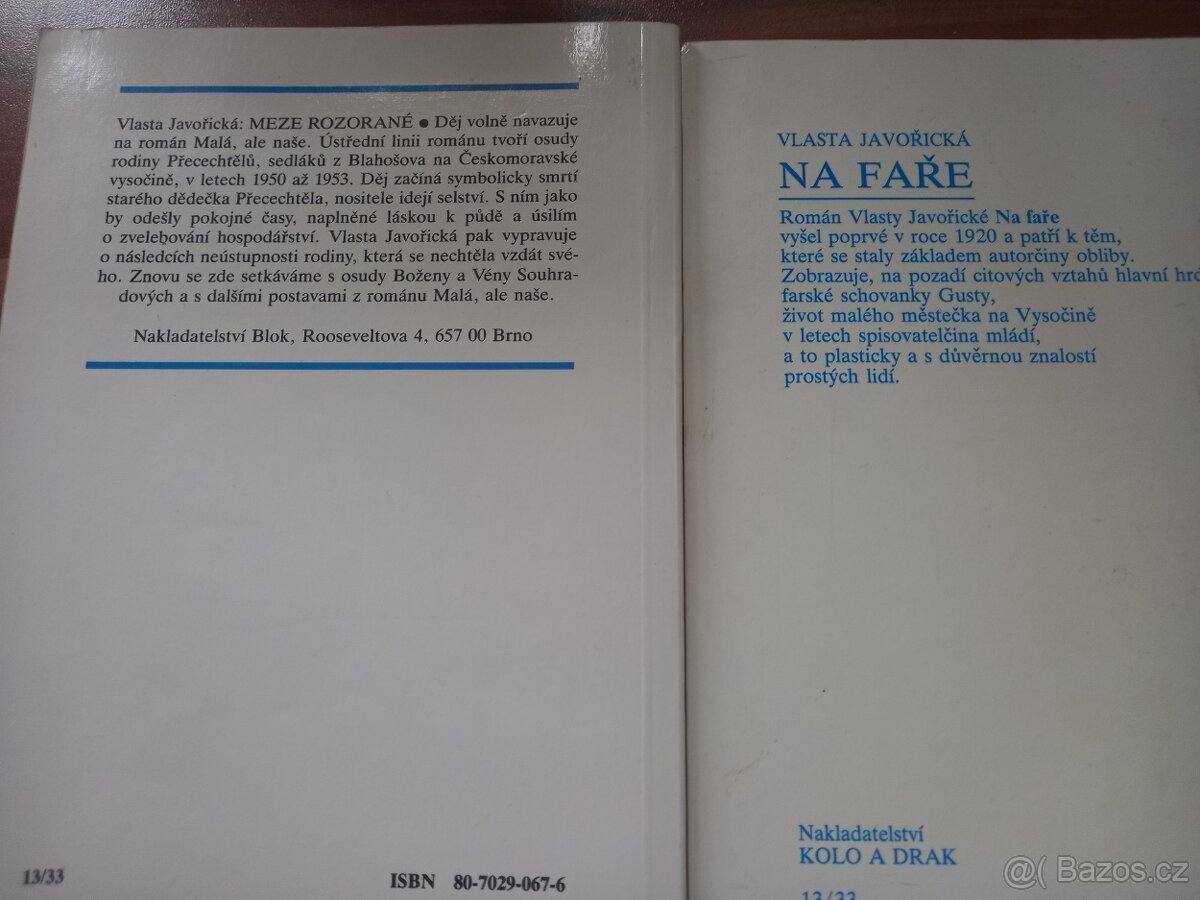 Vlasta Javořická: MEZE ROZORANÉ ● Děj volně navazuje
na román Malá, ale naše. Ústřední linii románu tvoří osudy
rodiny Přecechtělů, sedláků z Blahošova na Českomoravské
vysočině, v letech 1950 až 1953. Děj začíná symbolicky smrtí
starého dědečka Přecechtěla, nositele idejí selství. S ním jako
by odešly pokojné časy, naplněné láskou k půdě a úsilím
o zvelebování hospodářství. Vlasta Javořická pak vypravuje
o následcích neústupnosti rodiny, která se nechtěla vzdát své-
ho. Znovu se zde setkáváme s osudy Boženy a Vény Souhra-
dových a s dalšími postavami z románu Malá, ale naše.
Nakladatelství Blok, Rooseveltova 4, 657 00 Brno
13/33
ISBN 80-7029-067-6
VLASTA JAVOŘICKÁ
NA FAŘE
Román Vlasty Javořické Na faře
vyšel poprvé v roce 1920 a patří k těm,
které se staly základem autorčiny obliby.
Zobrazuje, na pozadí citových vztahů hlavní hrd
farské schovanky Gusty,
život malého městečka na Vysočině
v letech spisovatelčina mládí,
a to plasticky a s důvěrnou znalostí
prostých lidí.
Nakladatelství
KOLO A DRAK
13/33
@( Bazos.cz